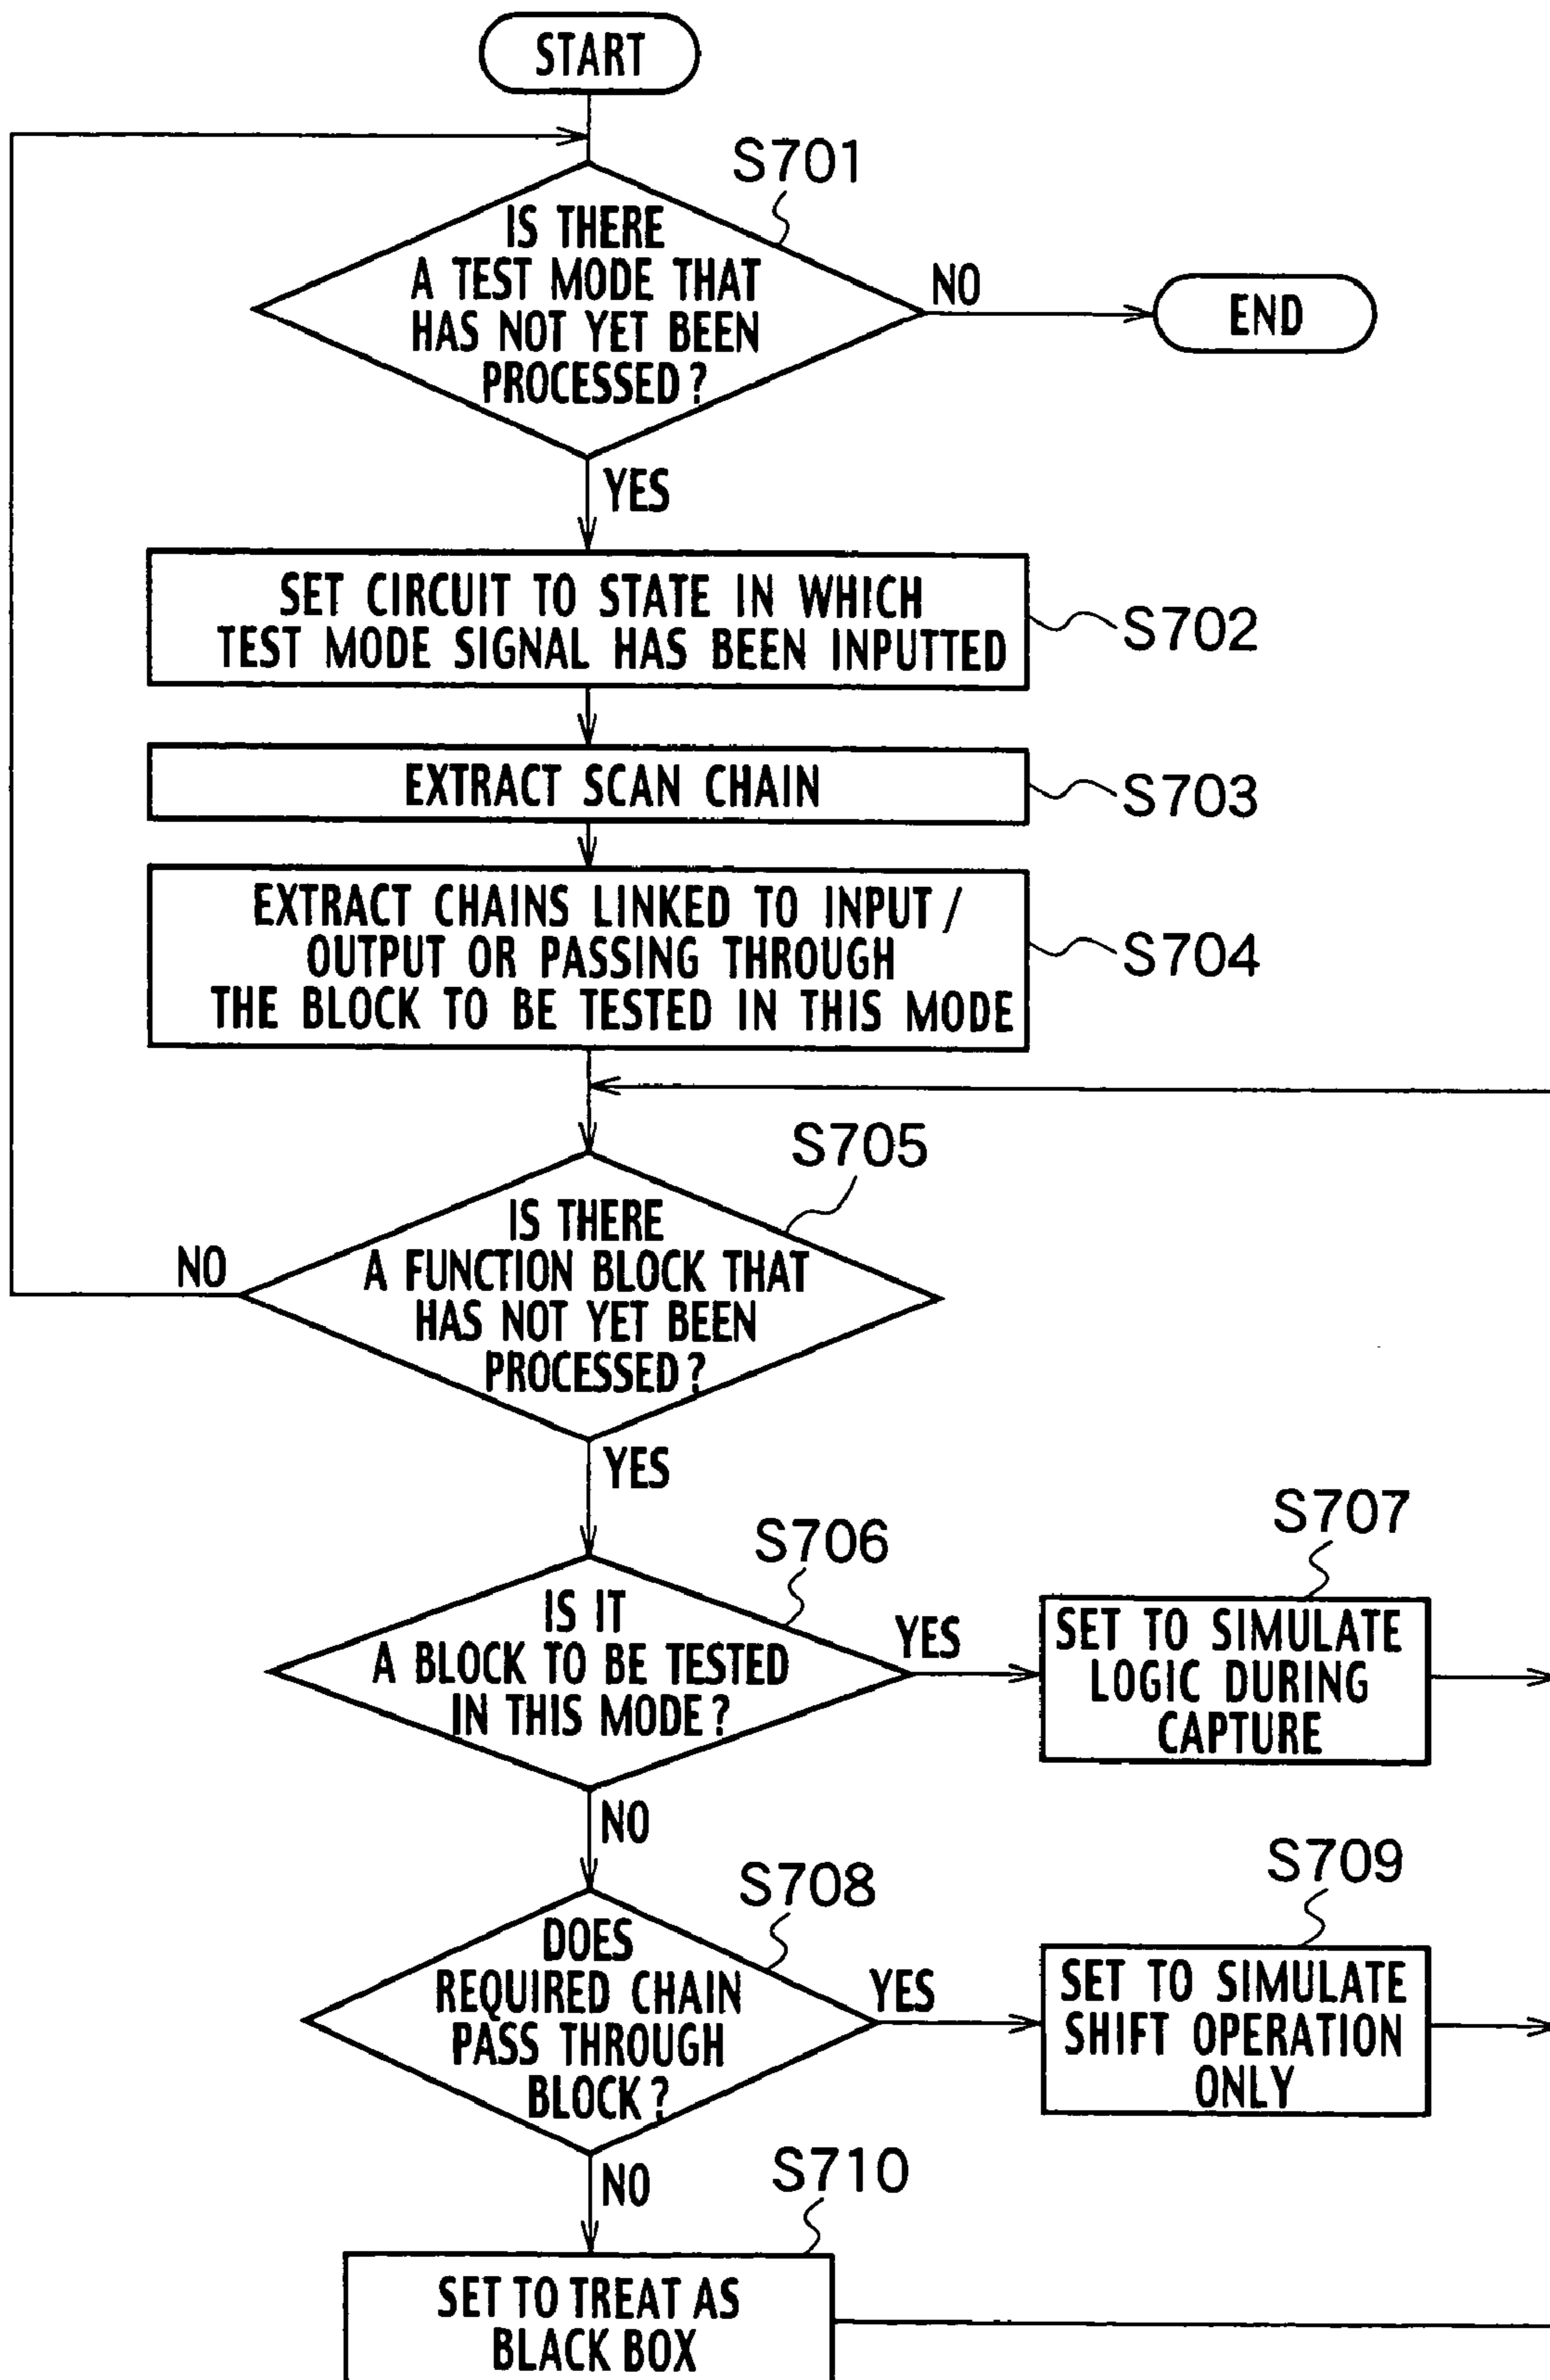 START
S701
IS THERE
A TEST MODE THAT
HAS NOT YET BEEN
PROCESSED?
NO
END
YES
SET CIRCUIT TO STATE IN WHICH
TEST MODE SIGNAL HAS BEEN INPUTTED
S702
EXTRACT SCAN CHAIN
S703
EXTRACT CHAINS LINKED TO INPUT/
OUTPUT OR PASSING THROUGH
THE BLOCK TO BE TESTED IN THIS MODE
S704
S705
IS THERE
A FUNCTION BLOCK THAT
HAS NOT YET BEEN
PROCESSED?
NO
YES
S706
IS IT
A BLOCK TO BE TESTED
IN THIS MODE?
YES
S707
SET TO SIMULATE
LOGIC DURING
CAPTURE
NO
S708
DOES
REQUIRED CHAIN
PASS THROUGH
BLOCK?
YES
S709
SET TO SIMULATE
SHIFT OPERATION
ONLY
NO
S710
SET TO TREAT AS
BLACK BOX